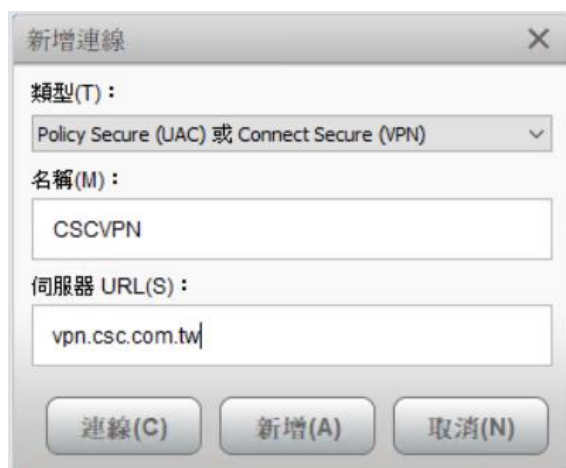 新增連線
類型(T)：
Policy Secure (UAC) 或 Connect Secure (VPN)
名稱(M)：
CSCVPN
伺服器 URL(S)：
vpn.csc.com.tw
連線(C) 新增(A) 取消(N)